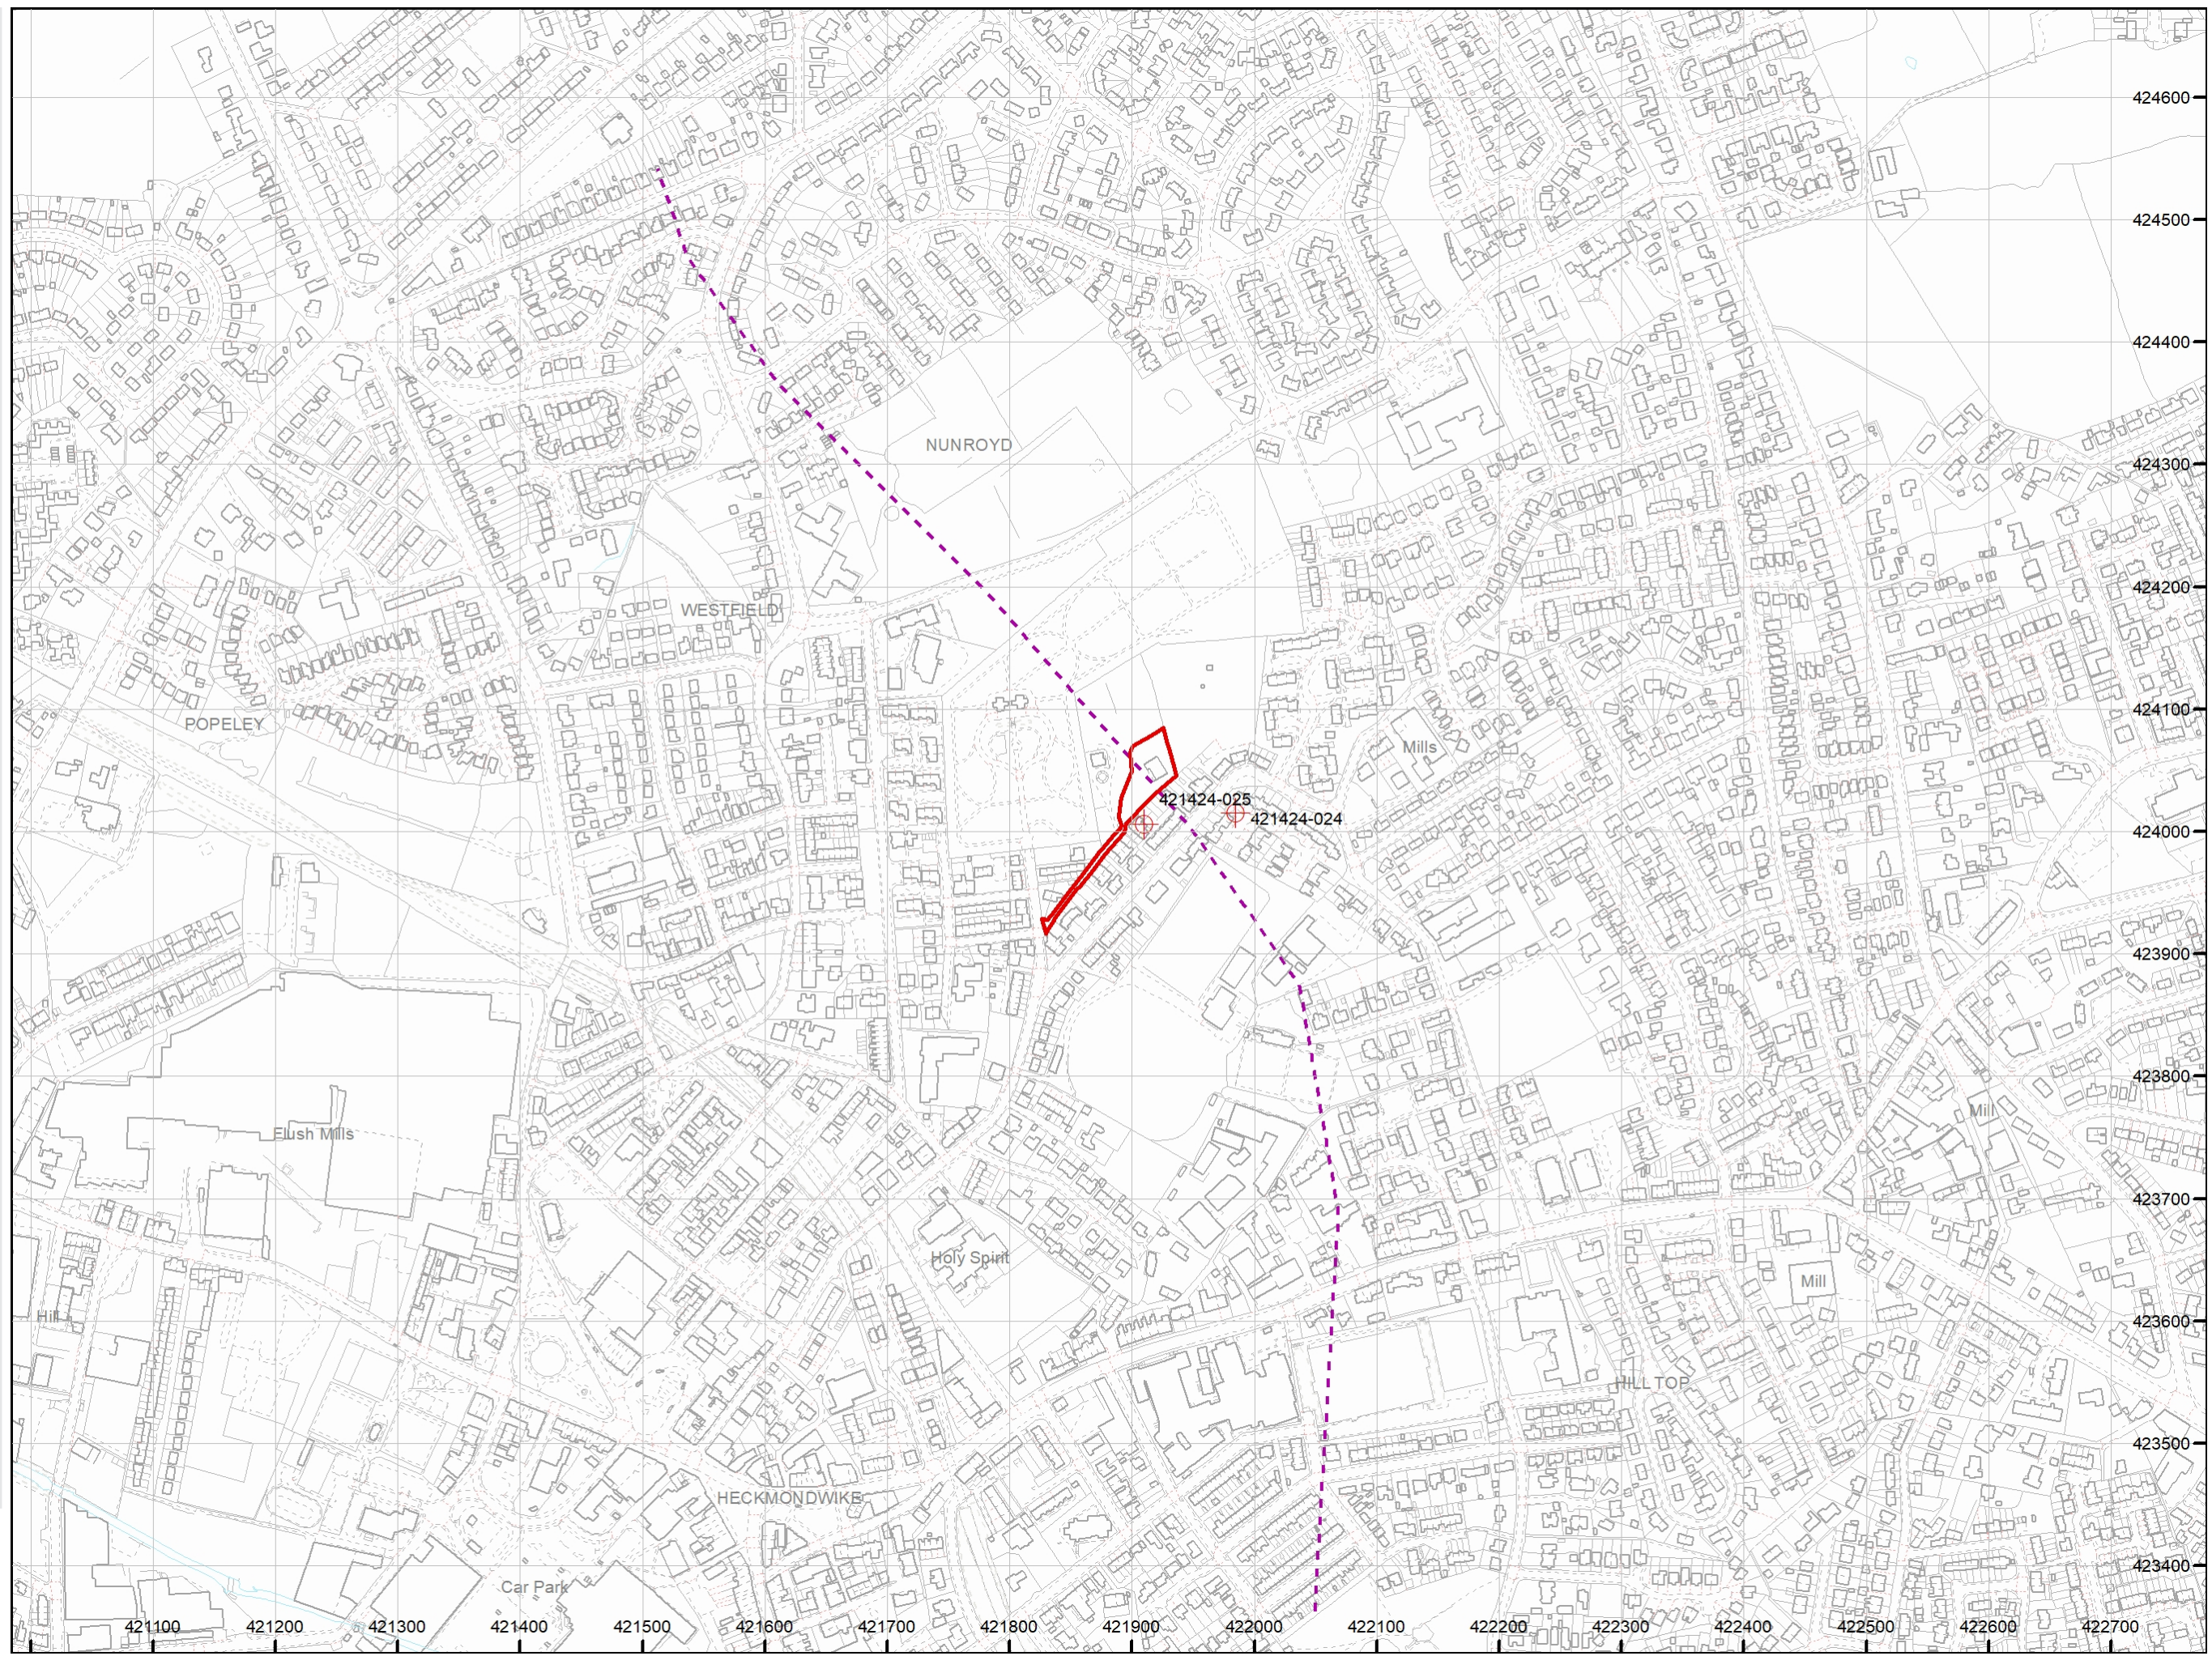 424600
424500
424400
NUNROYD
424300
424200
WESTFIELD
424100
POPELEY
Mills
421424-025
421424-024
424000
423900
423800
Mill
Flush Mills
423700
Holy Spirit
Mill
Hill
423600
HILL TOP
423500
HECKMONDWIKE
423400
Car Park
421100 421200 421300 421400 421500 421600 421700 421800 421900 422000 422100 422200 422300 422400 422500 422600 422700